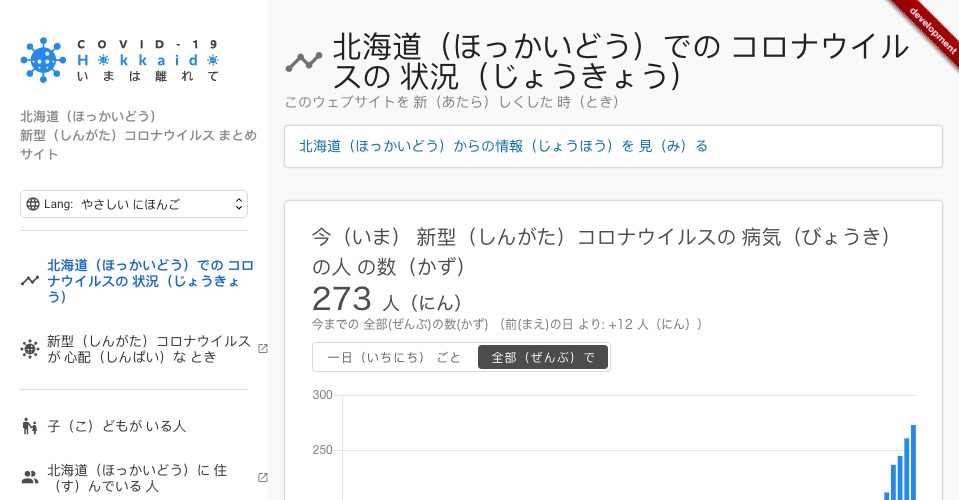 COVID-19
Hokkaido
いまは離れて
北海道（ほっかいどう）
新型（しんがた）コロナウイルス まとめ
サイト
Lang: やさしい にほんご
北海道（ほっかいどう）での コロ
ナウイルスの 状況（じょうきょ
う）
新型（しんがた）コロナウイルス
が 心配（しんぱい）な とき
子（こ）どもが いる人
北海道（ほっかいどう）に 住
（す）んでいる 人
development
北海道（ほっかいどう）での コロナウイル
スの 状況（じょうきょう）
このウェブサイトを 新（あたら）しくした 時（とき）
北海道（ほっかいどう）からの情報（じょうほう）を 見（み）る
今（いま） 新型（しんがた）コロナウイルスの 病気（びょうき）
の人 の数（かず）
273 人（にん）
今までの 全部(ぜんぶ)の数(かず) （前(まえ)の日 より: +12 人（にん））
一日（いちにち） ごと
全部（ぜんぶ）で
300
250